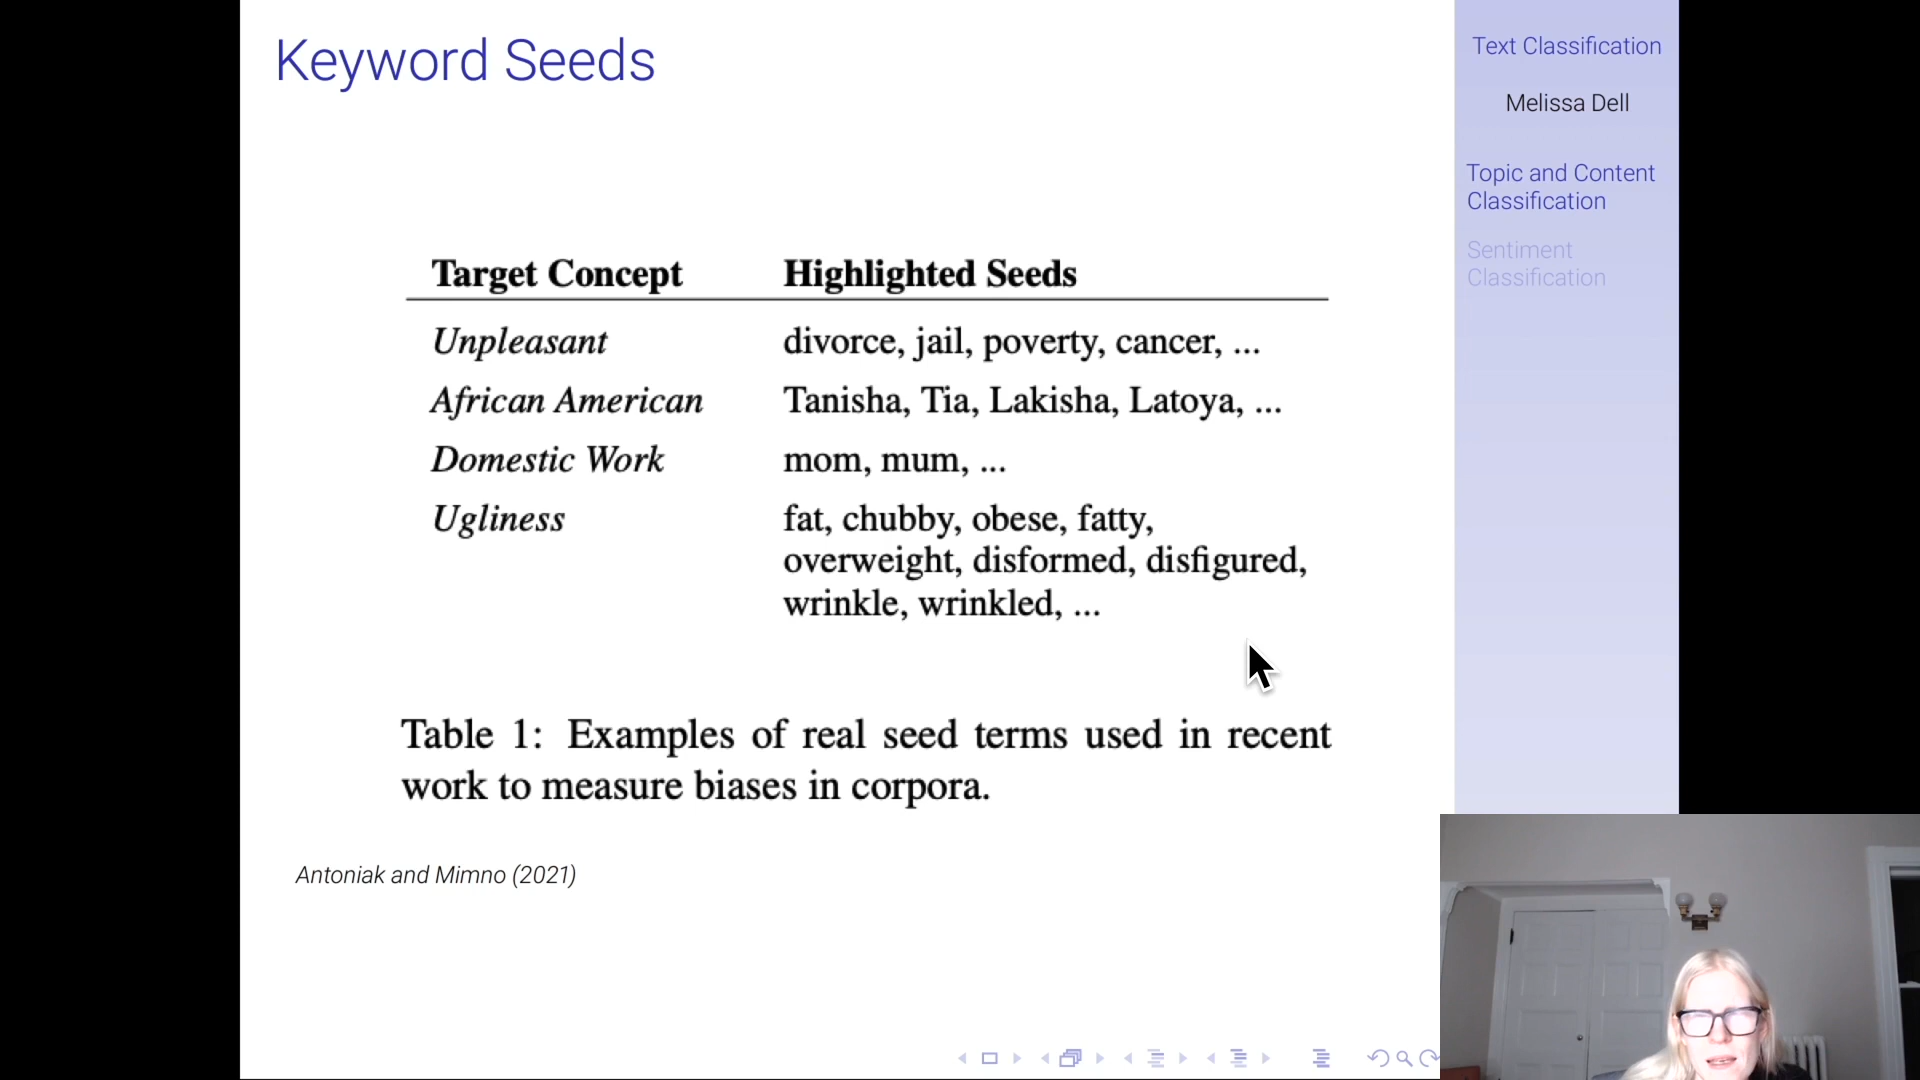 Keyword Seeds
Target Concept Highlighted Seeds
Unpleasant divorce, jail, poverty, cancer, ...
African American Tanisha, Tia, Lakisha, Latoya, ...
Domestic Work mom, mum, ...
Ugliness fat, chubby, obese, fatty,
overweight, disformed, disfigured,
wrinkle, wrinkled, ...
Table 1: Examples of real seed terms used in recent
work to measure biases in corpora.
Antoniak and Mimno (2021)
Text Classification
Melissa Dell
Topic and Content
Classification
Sentiment
Classification